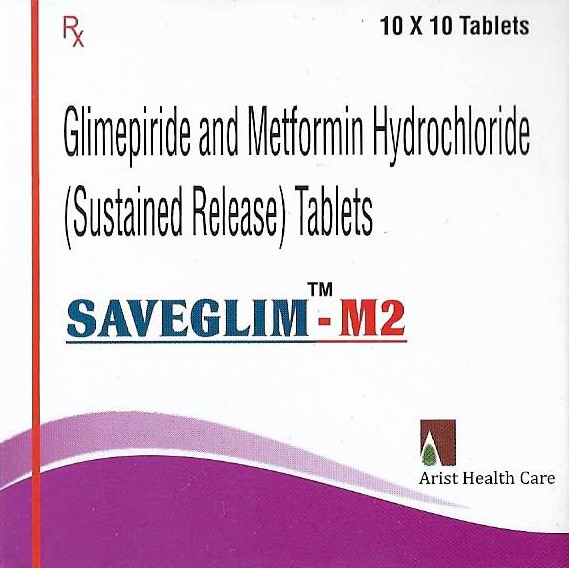 Rx
10 X 10 Tablets
Glimepiride and Metformin Hydrochloride
(Sustained Release) Tablets
SAVEGLIM™-M2
Arist Health Care